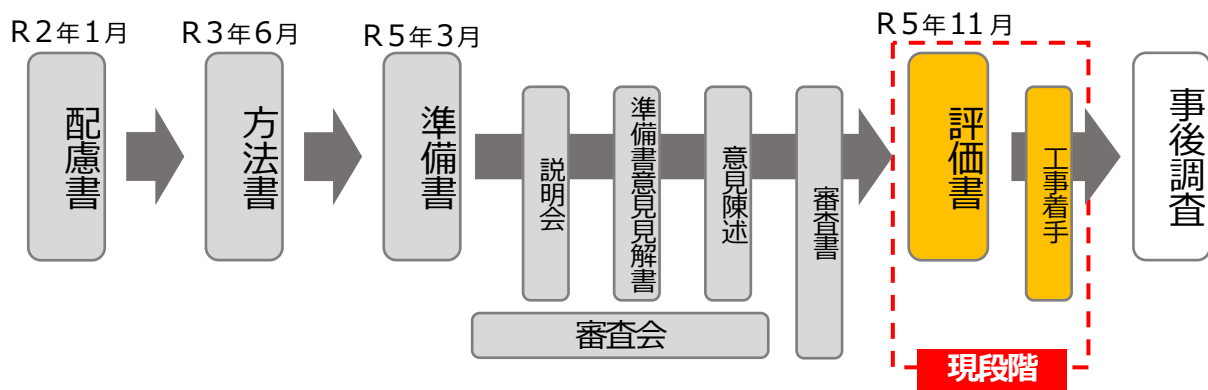 R2年1月
配慮書
R3年6月
方法書
R5年3月
準備書
説明会
準備書意見見解書
意見陳述
審査会
審査書
R5年11月
評価書
工事着手
現段階
事後調査